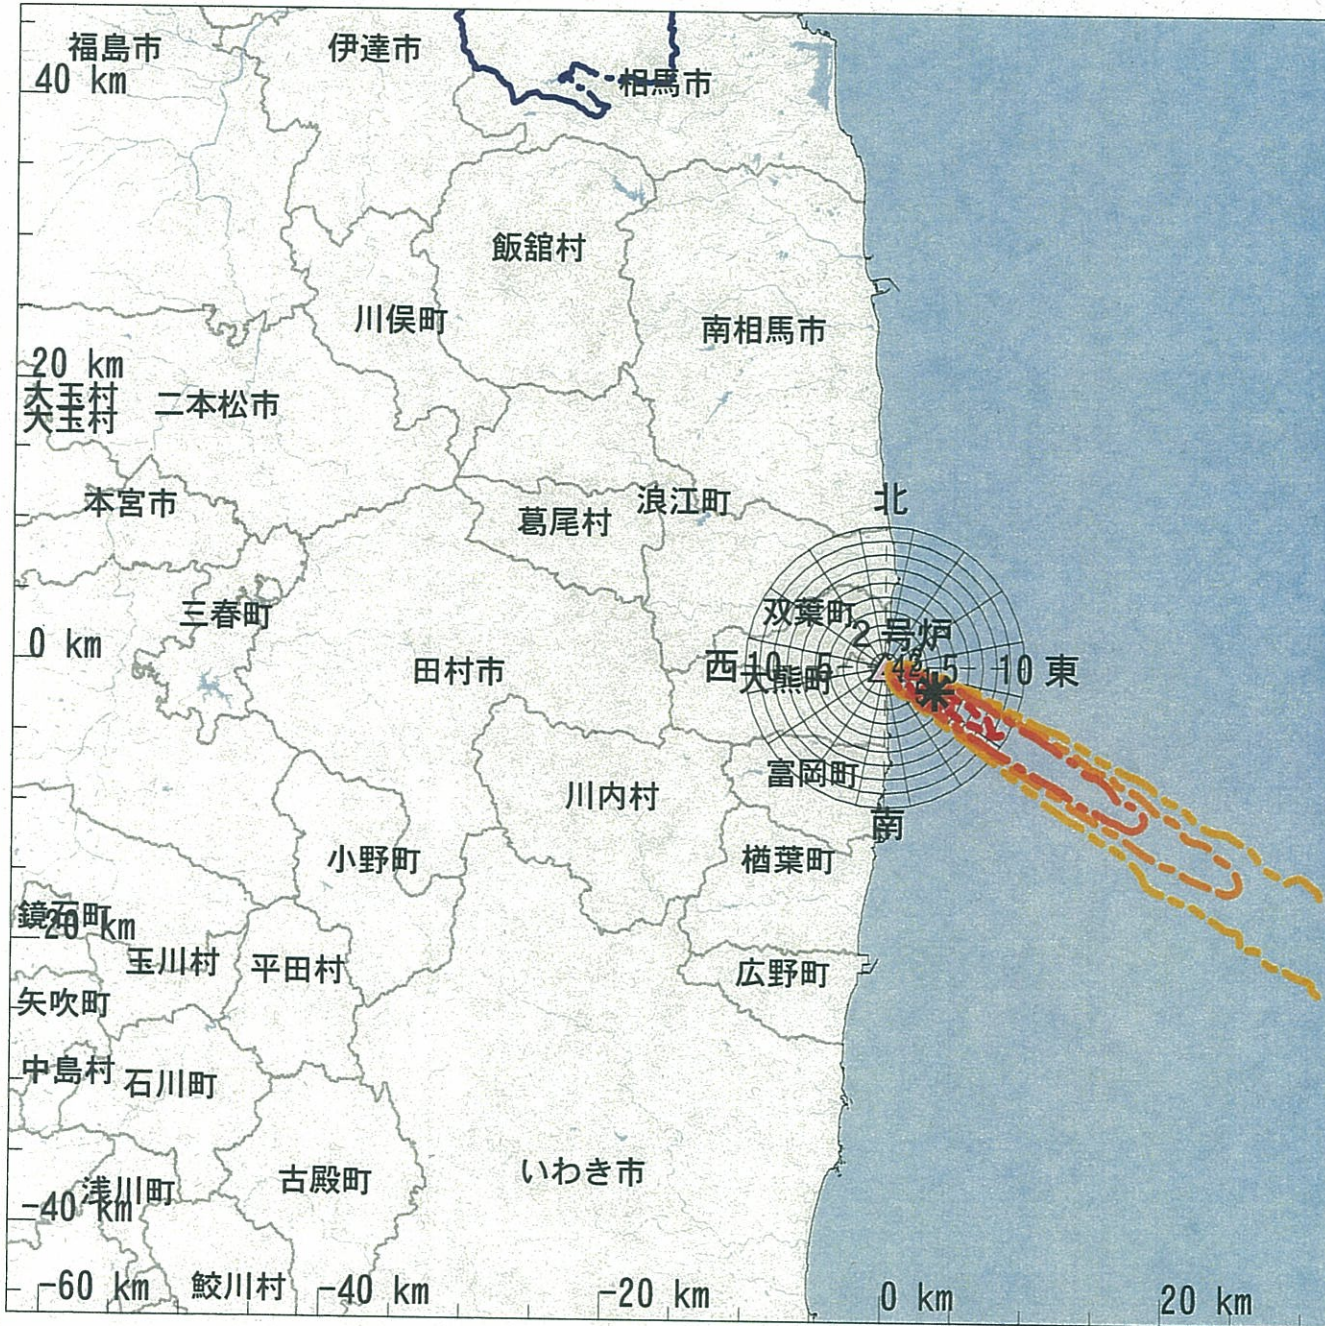 福島市
伊達市
40 km
相馬市
飯舘村
川俣町
南相馬市
20 km
大玉村
大玉村
二本松市
本宮市
葛尾村
浪江町
北
三春町
双葉町
2号炉
0 km
田村市
西 10 5
大熊町
5 10 東
富岡町
川内村
南
小野町
楢葉町
鏡石町
-20 km
玉川村
平田村
広野町
矢吹町
中島村
石川町
いわき市
古殿町
浅川町
-40 km
-60 km
鮫川村
-40 km
-20 km
0 km
20 km